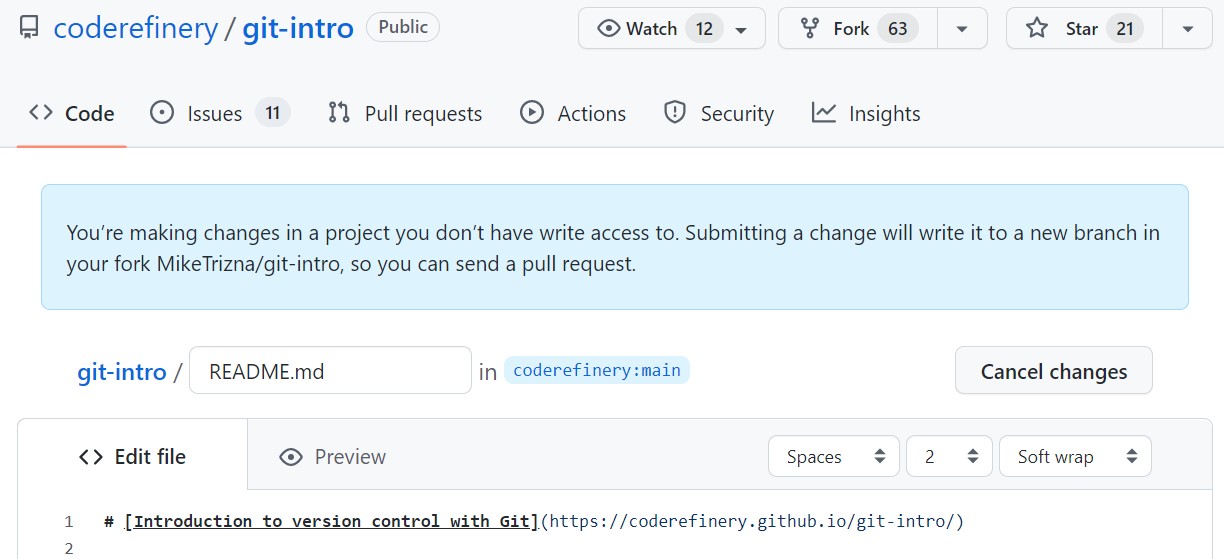 coderefinery / git-intro Public Watch 12 Fork 63 Star 21
Code Issues 11 Pull requests Actions Security Insights
You’re making changes in a project you don’t have write access to. Submitting a change will write it to a new branch in
your fork MikeTrizna/git-intro, so you can send a pull request.
git-intro / README.md in coderefinery:main Cancel changes
<> Edit file Preview Spaces 2 Soft wrap
1 # [Introduction to version control with Git](https://coderefinery.github.io/git-intro/)
2